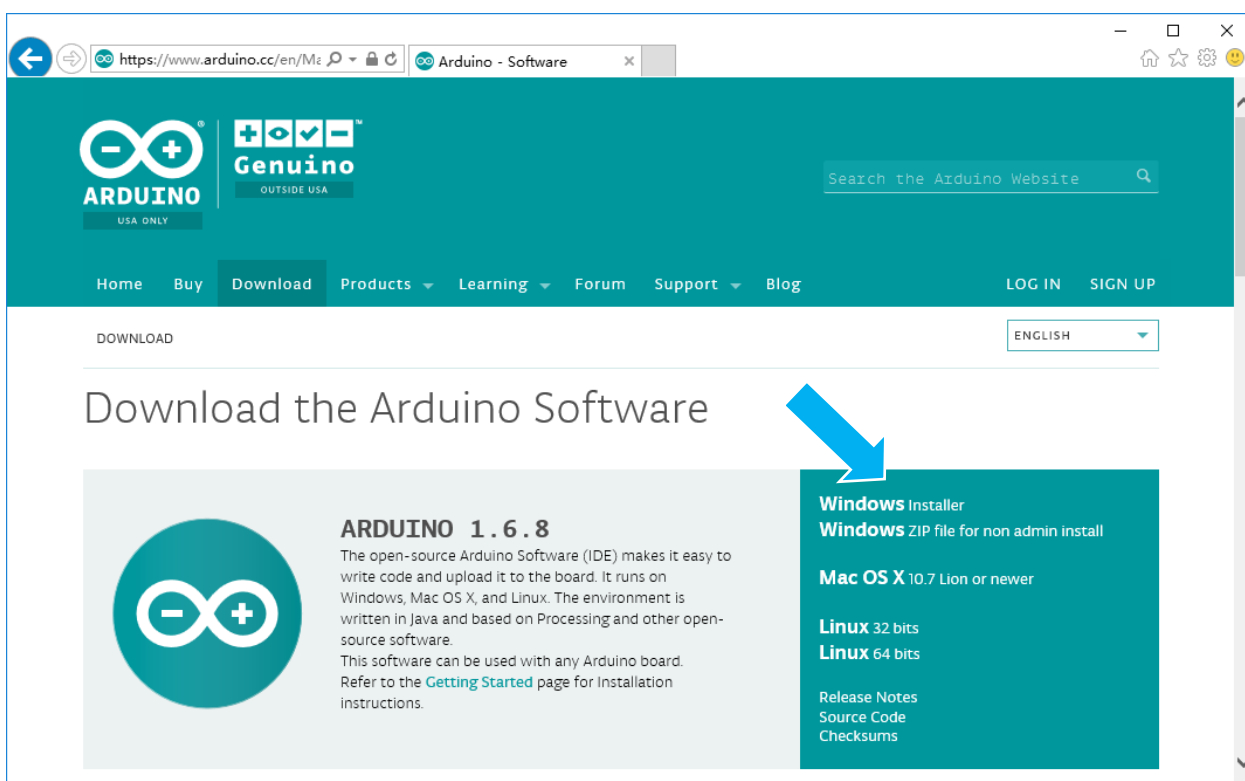 https://www.arduino.cc/en/Ma
Arduino - Software
ARDUINO
USA ONLY
Genuino
OUTSIDE USA
Search the Arduino Website
Home Buy Download Products Learning Forum Support Blog LOG IN SIGN UP
DOWNLOAD
ENGLISH
Download the Arduino Software
ARDUINO 1.6.8
The open-source Arduino Software (IDE) makes it easy to
write code and upload it to the board. It runs on
Windows, Mac OS X, and Linux. The environment is
written in Java and based on Processing and other open-
source software.
This software can be used with any Arduino board.
Refer to the Getting Started page for Installation
instructions.
Windows Installer
Windows ZIP file for non admin install
Mac OS X 10.7 Lion or newer
Linux 32 bits
Linux 64 bits
Release Notes
Source Code
Checksums